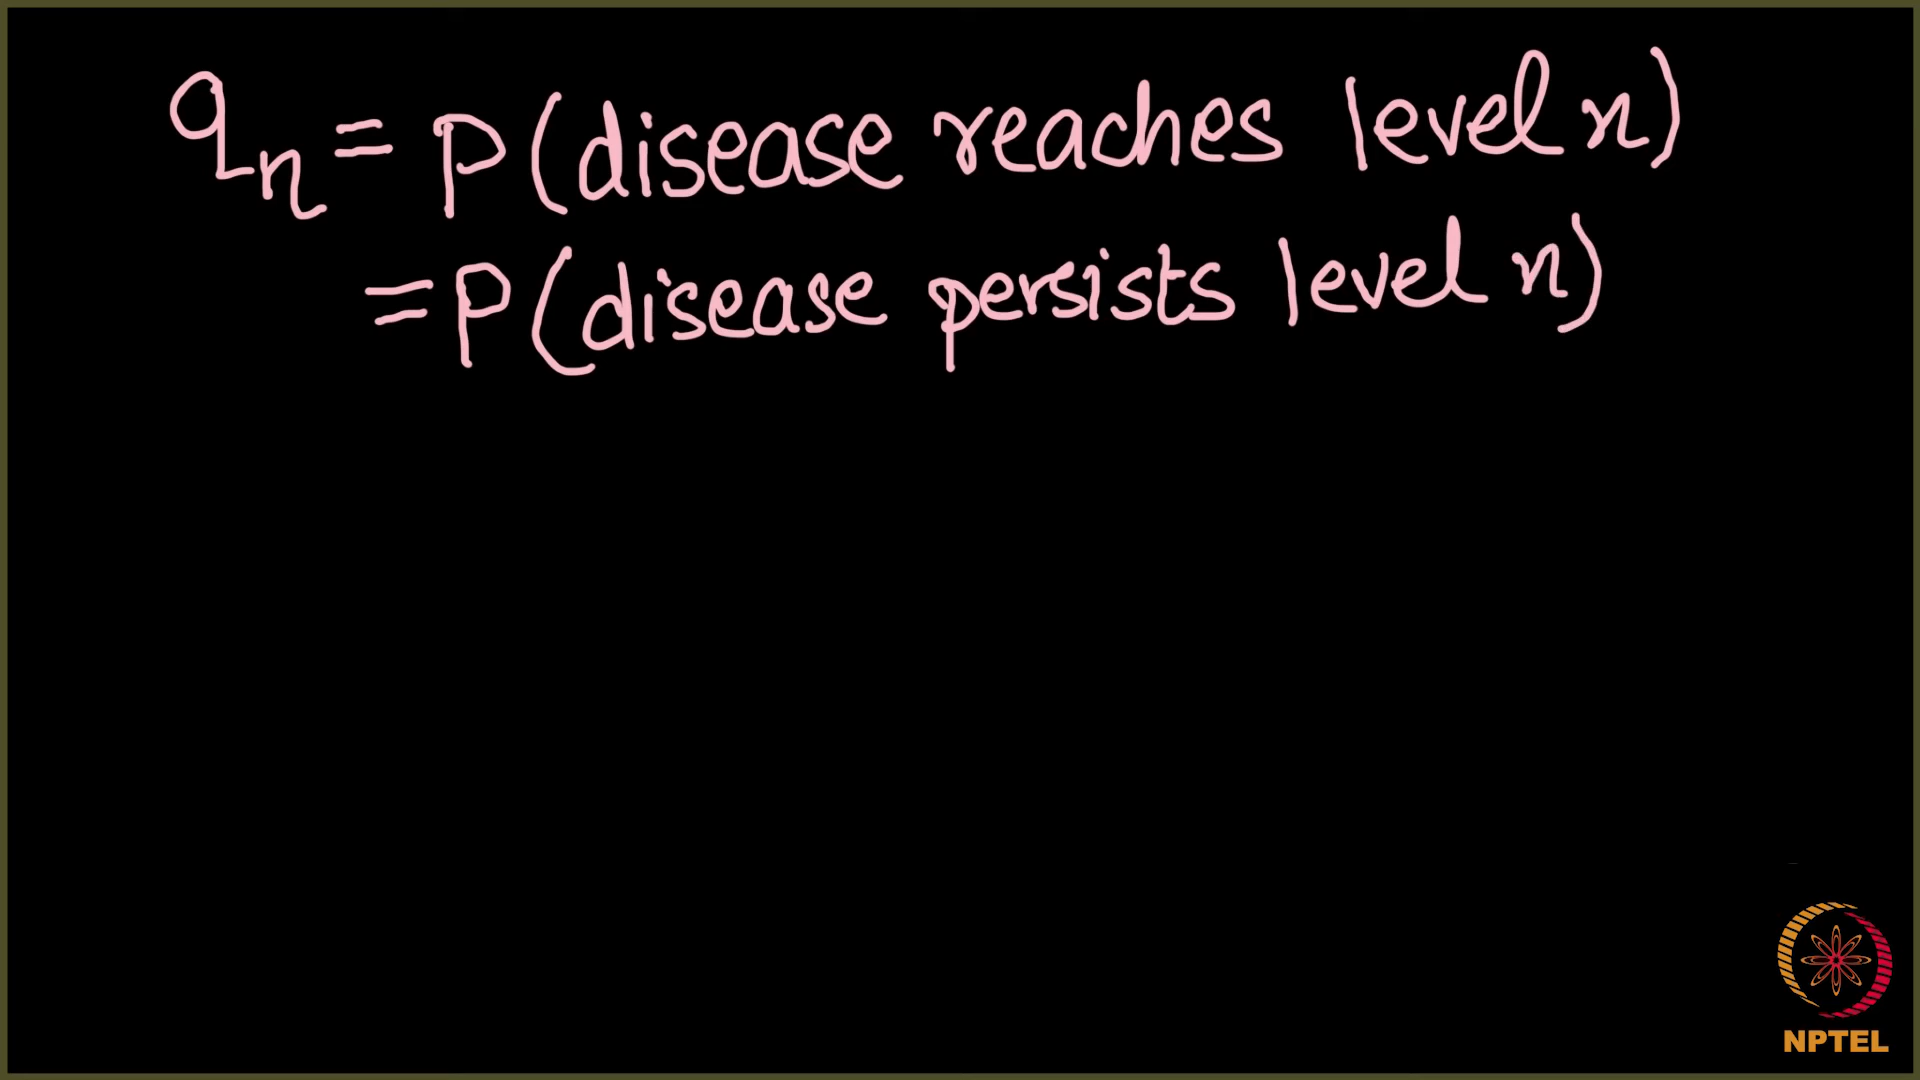 qn = P(disease reaches level n)
= P(disease persists level n)
NPTEL